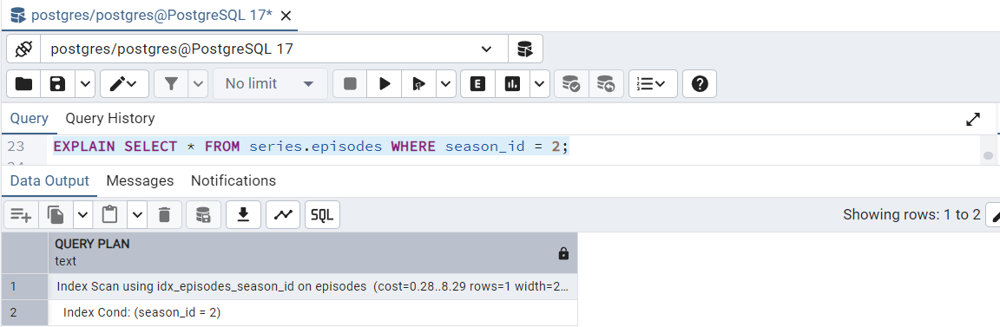 postgres/postgres@PostgreSQL 17*
postgres/postgres@PostgreSQL 17
No limit
E
Query Query History
23 EXPLAIN SELECT * FROM series.episodes WHERE season_id = 2;
Data Output Messages Notifications
SQL Showing rows: 1 to 2
QUERY PLAN
text
1 Index Scan using idx_episodes_season_id on episodes (cost=0.28..8.29 rows=1 width=2...
2 Index Cond: (season_id = 2)